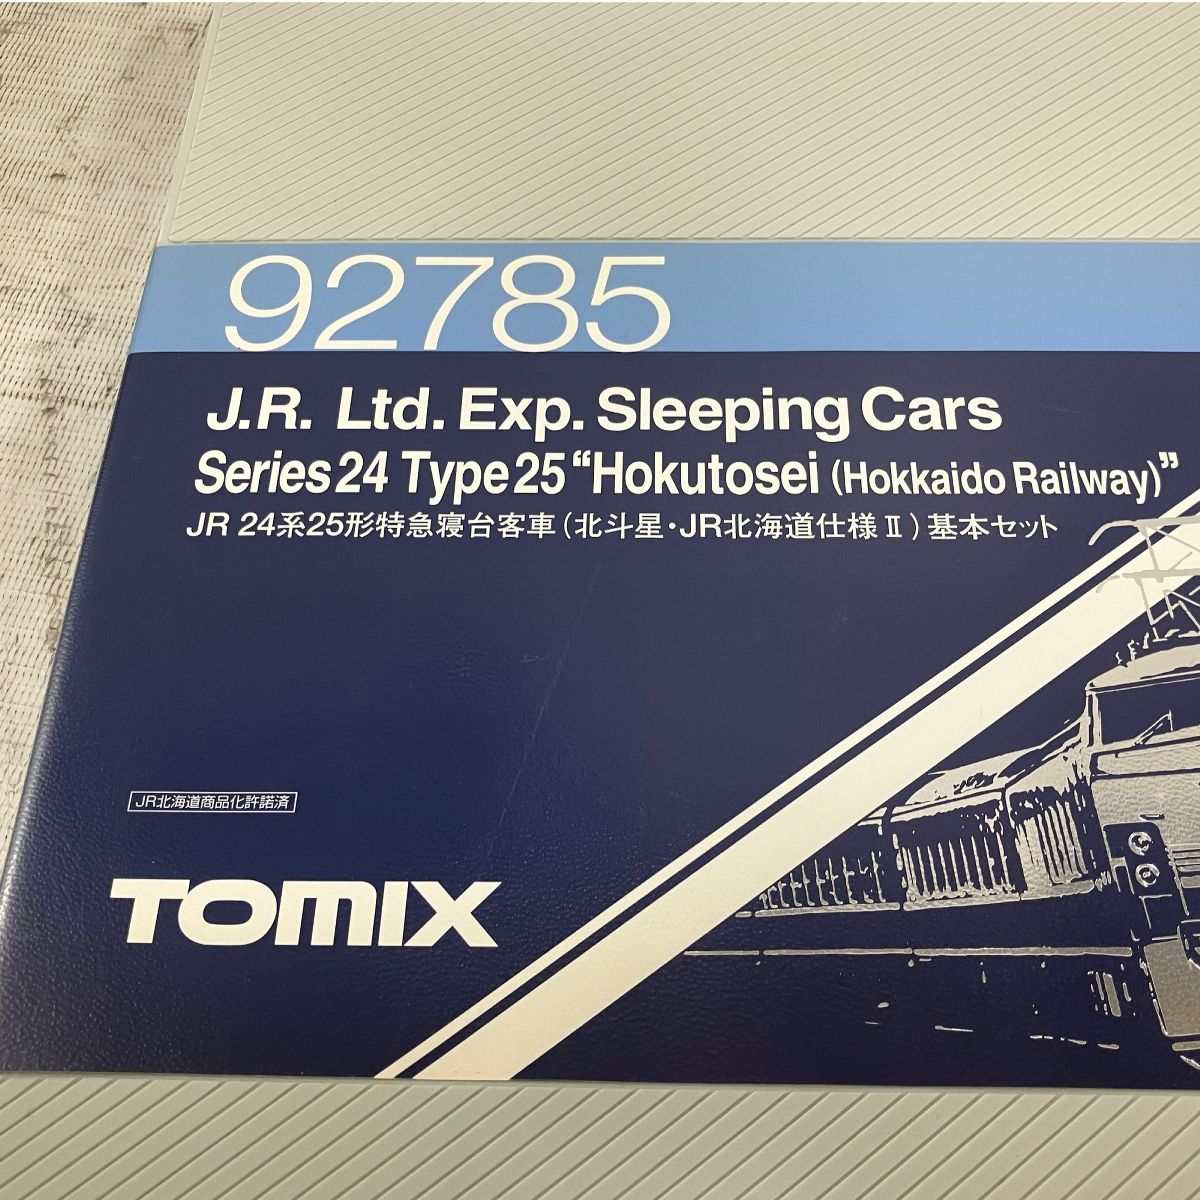 92785
J.R. Ltd. Exp. Sleeping Cars
Series 24 Type 25 “Hokutosei (Hokkaido Railway)”
JR 24系25形特急寝台客車(北斗星・JR北海道仕様Ⅱ)基本セット
JR北海道商品化許諾済
TOMIX